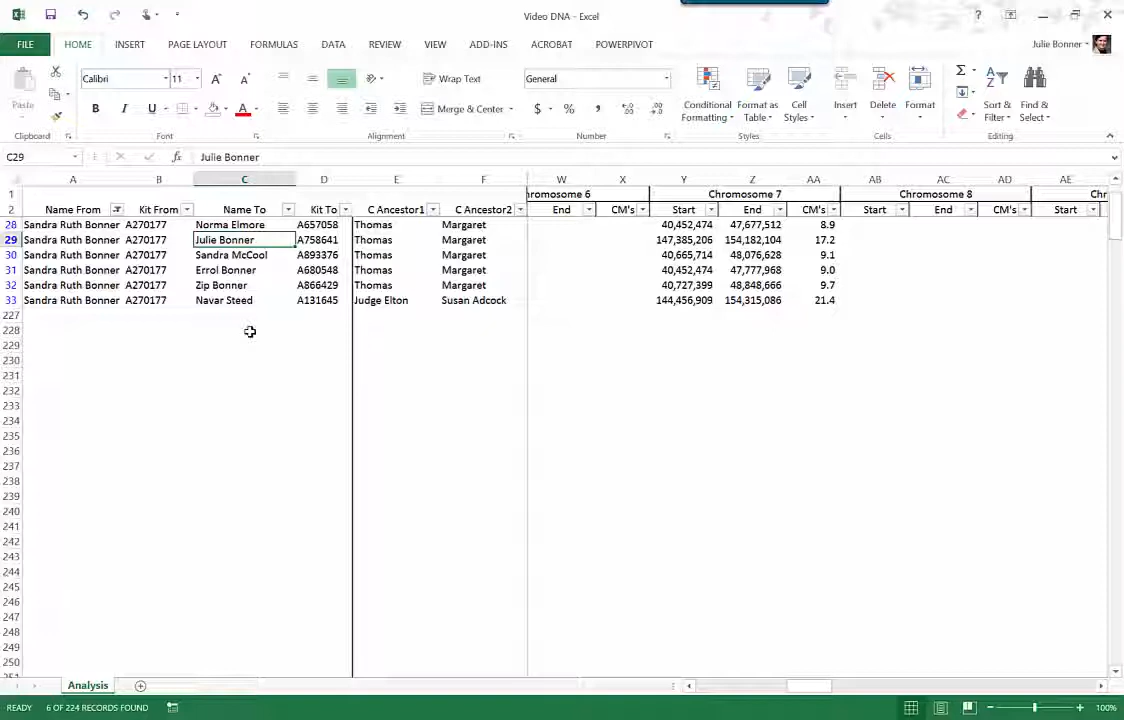 Video DNA - Excel
?
FILE HOME INSERT PAGE LAYOUT FORMULAS DATA REVIEW VIEW ADD-INS ACROBAT POWERPIVOT Julie Bonner
Paste Calibri 11 A A Wrap Text General Conditional Formatting Format as Table Cell Styles Insert Delete Format Σ Sort & Filter Find & Select
B I U A Merge & Center $ % ,
Clipboard Font Alignment Number Styles Cells Editing
C29 fx Julie Bonner
A B C D E F W X Y Z AA AB AC AD AE
1 hromosome 6 Chromosome 7 Chromosome 8 Chr
2 Name From Kit From Name To Kit To C Ancestor1 C Ancestor2 End CM's Start End CM's Start End CM's Start
28 Sandra Ruth Bonner A270177 Norma Elmore A657058 Thomas Margaret 40,452,474 47,677,512 8.9
29 Sandra Ruth Bonner A270177 Julie Bonner A758641 Thomas Margaret 147,385,206 154,182,104 17.2
30 Sandra Ruth Bonner A270177 Sandra McCool A893376 Thomas Margaret 40,665,714 48,076,628 9.1
31 Sandra Ruth Bonner A270177 Errol Bonner A680548 Thomas Margaret 40,452,474 47,777,968 9.0
32 Sandra Ruth Bonner A270177 Zip Bonner A866429 Thomas Margaret 40,727,399 48,848,666 9.7
33 Sandra Ruth Bonner A270177 Navar Steed A131645 Judge Elton Susan Adcock 144,456,909 154,315,086 21.4
227
228
229
230
231
232
233
234
235
236
237
238
239
240
241
242
243
244
245
246
247
248
249
250
Analysis
READY 6 OF 224 RECORDS FOUND 100%